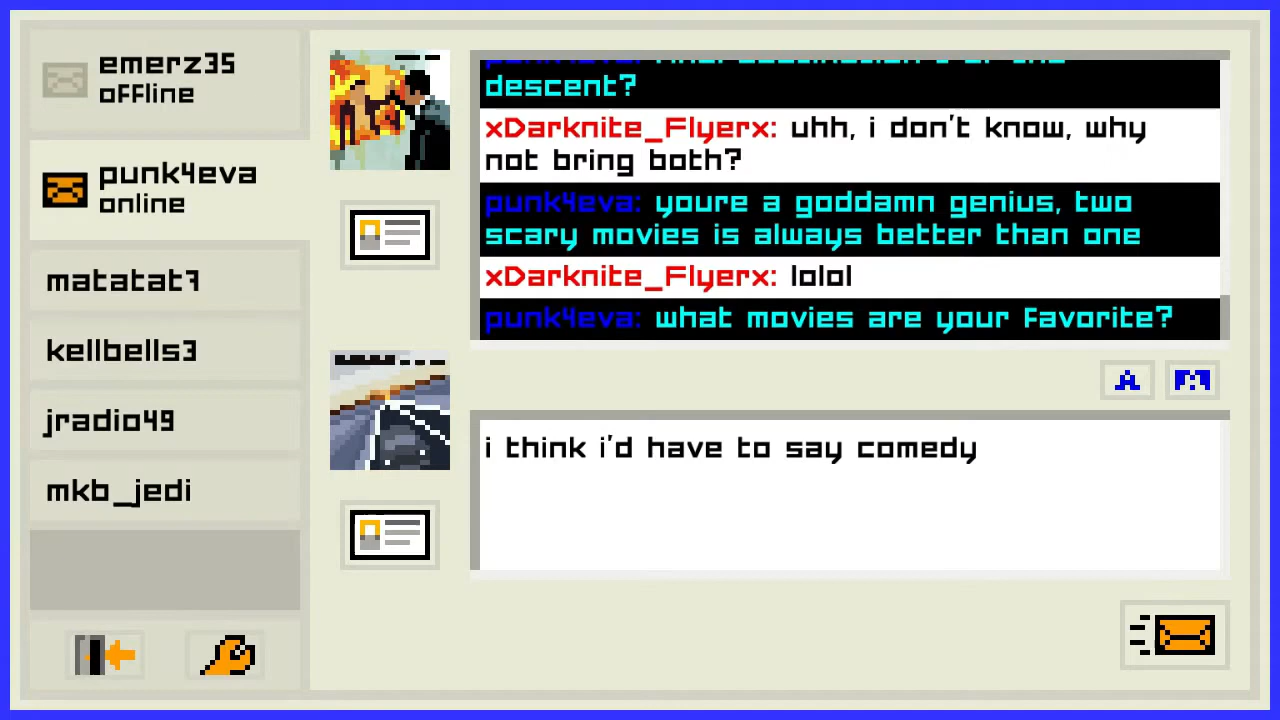 emerz35
offline
punk4eva
online
matatat7
kellbells3
jradio49
mkb_jedi
descent?
xDarknite_Flyerx: uhh, i don't know, why
not bring both?
punk4eva: youre a goddamn genius, two
scary movies is always better than one
xDarknite_Flyerx: lolol
punk4eva: what movies are your favorite?
A
i think i'd have to say comedy